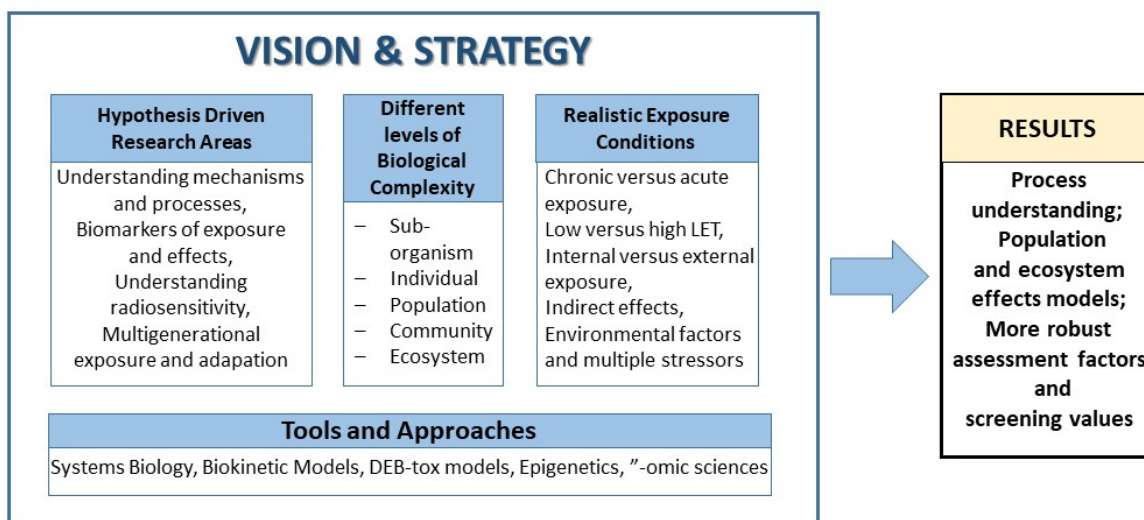 VISION & STRATEGY
Hypothesis Driven
Research Areas
Understanding mechanisms
and processes,
Biomarkers of exposure
and effects,
Understanding
radiosensitivity,
Multigenerational
exposure and adapation
Different
levels of
Biological
Complexity
– Sub-
organism
– Individual
– Population
– Community
– Ecosystem
Realistic Exposure
Conditions
Chronic versus acute
exposure,
Low versus high LET,
Internal versus external
exposure,
Indirect effects,
Environmental factors
and multiple stressors
Tools and Approaches
Systems Biology, Biokinetic Models, DEB-tox models, Epigenetics, ”-omic sciences
RESULTS
Process
understanding;
Population
and ecosystem
effects models;
More robust
assessment factors
and
screening values